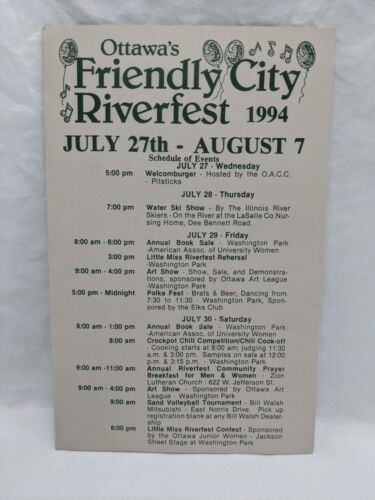 Ottawa's
Friendly City
Riverfest 1994
JULY 27th - AUGUST 7
Schedule of Events
JULY 27 - Wednesday
5:00 pm Welcomburger - Hosted by the O.A.C.C. -
Pitsticks
JULY 28 - Thursday
7:00 pm Water Ski Show - By The Illinois River
Skiers - On the River at the LaSalle Co. Nur-
sing Home, Dee Bennett Road.
JULY 29 - Friday
8:00 am - 6:00 pm Annual Book Sale - Washington Park
-American Assoc. of University Women
3:00 pm Little Miss Riverfest Rehersal
-Washington Park
9:00 am - 4:00 pm Art Show - Show, Sale, and Demonstra-
tions, sponsored by Ottawa Art League
-Washington Park
5:00 pm - Midnight Polka Fest - Brats & Beer, Dancing from
7:30 to 11:30 - Washington Park, Spon-
sored by the Elks Club
JULY 30 - Saturday
8:00 am - 1:00 pm Annual Book Sale - Washington Park
-American Assoc. of University Women
8:00 am Crockpot Chili Competition/Chili Cook-off
- Cooking starts at 8:00 am; judging 11:30
a.m. & 3:00 pm. Samples on sale at 12:00
p.m. & 3:15 p.m. - Washington Park
9:00 am -11:00 am Annual Riverfest Community Prayer
Breakfast for Men & Women - Zion
Lutheran Church - 622 W. Jefferson St.
9:00 am - 4:00 pm Art Show - Sponsored by Ottawa Art
League - Washington Park
9:00 am Sand Volleyball Tournament - Bill Walsh
Mitsubishi - East Norris Drive. Pick up
registration blank at any Bill Walsh Dealer-
ship
6:00 pm Little Miss Riverfest Contest - Sponsored
by the Ottawa Junior Women - Jackson
Street Stage at Washington Park